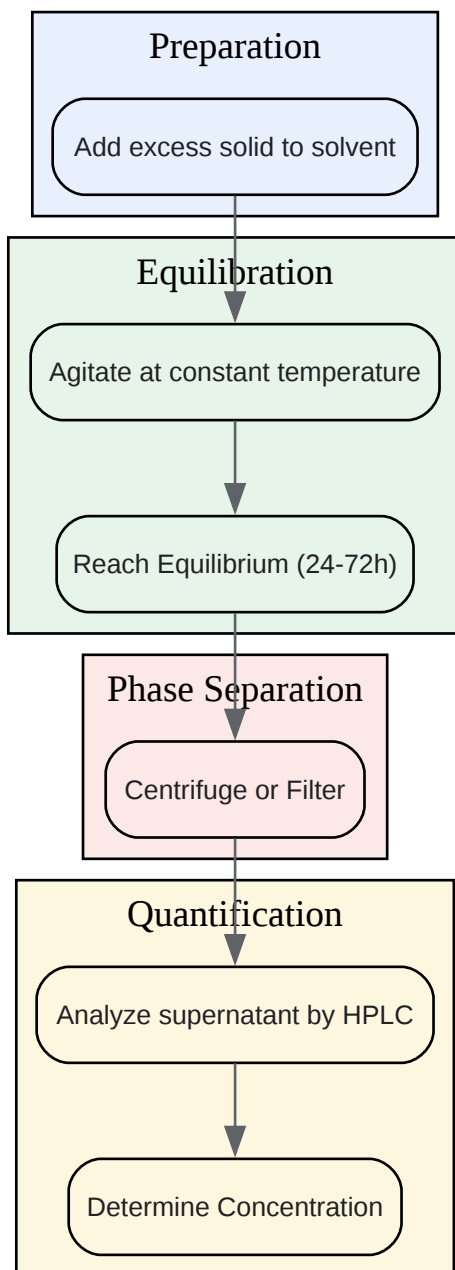 Preparation
Add excess solid to solvent
Equilibration
Agitate at constant temperature
Reach Equilibrium (24-72h)
Phase Separation
Centrifuge or Filter
Quantification
Analyze supernatant by HPLC
Determine Concentration